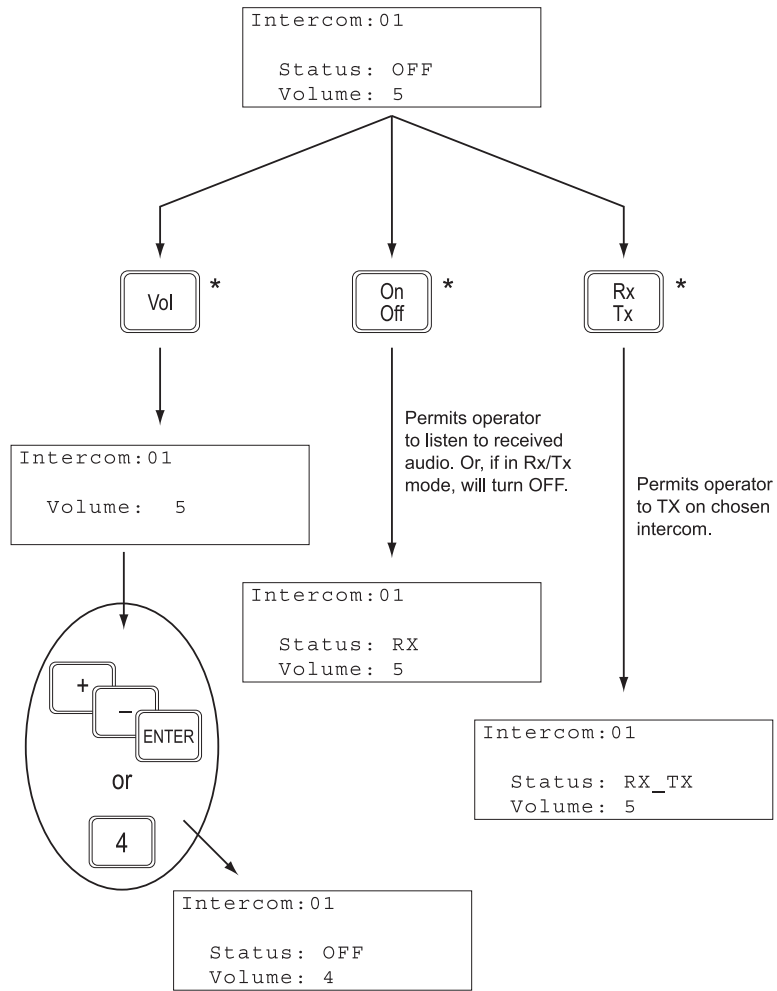 Intercom:01
Status: OFF
Volume: 5
Vol *
On
Off *
Rx
Tx *
Permits operator
to listen to received
audio. Or, if in Rx/Tx
mode, will turn OFF.
Permits operator
to TX on chosen
intercom.
Intercom:01
Volume: 5
Intercom:01
Status: RX
Volume: 5
+
–
ENTER
or
4
Intercom:01
Status: RX_TX
Volume: 5
Intercom:01
Status: OFF
Volume: 4